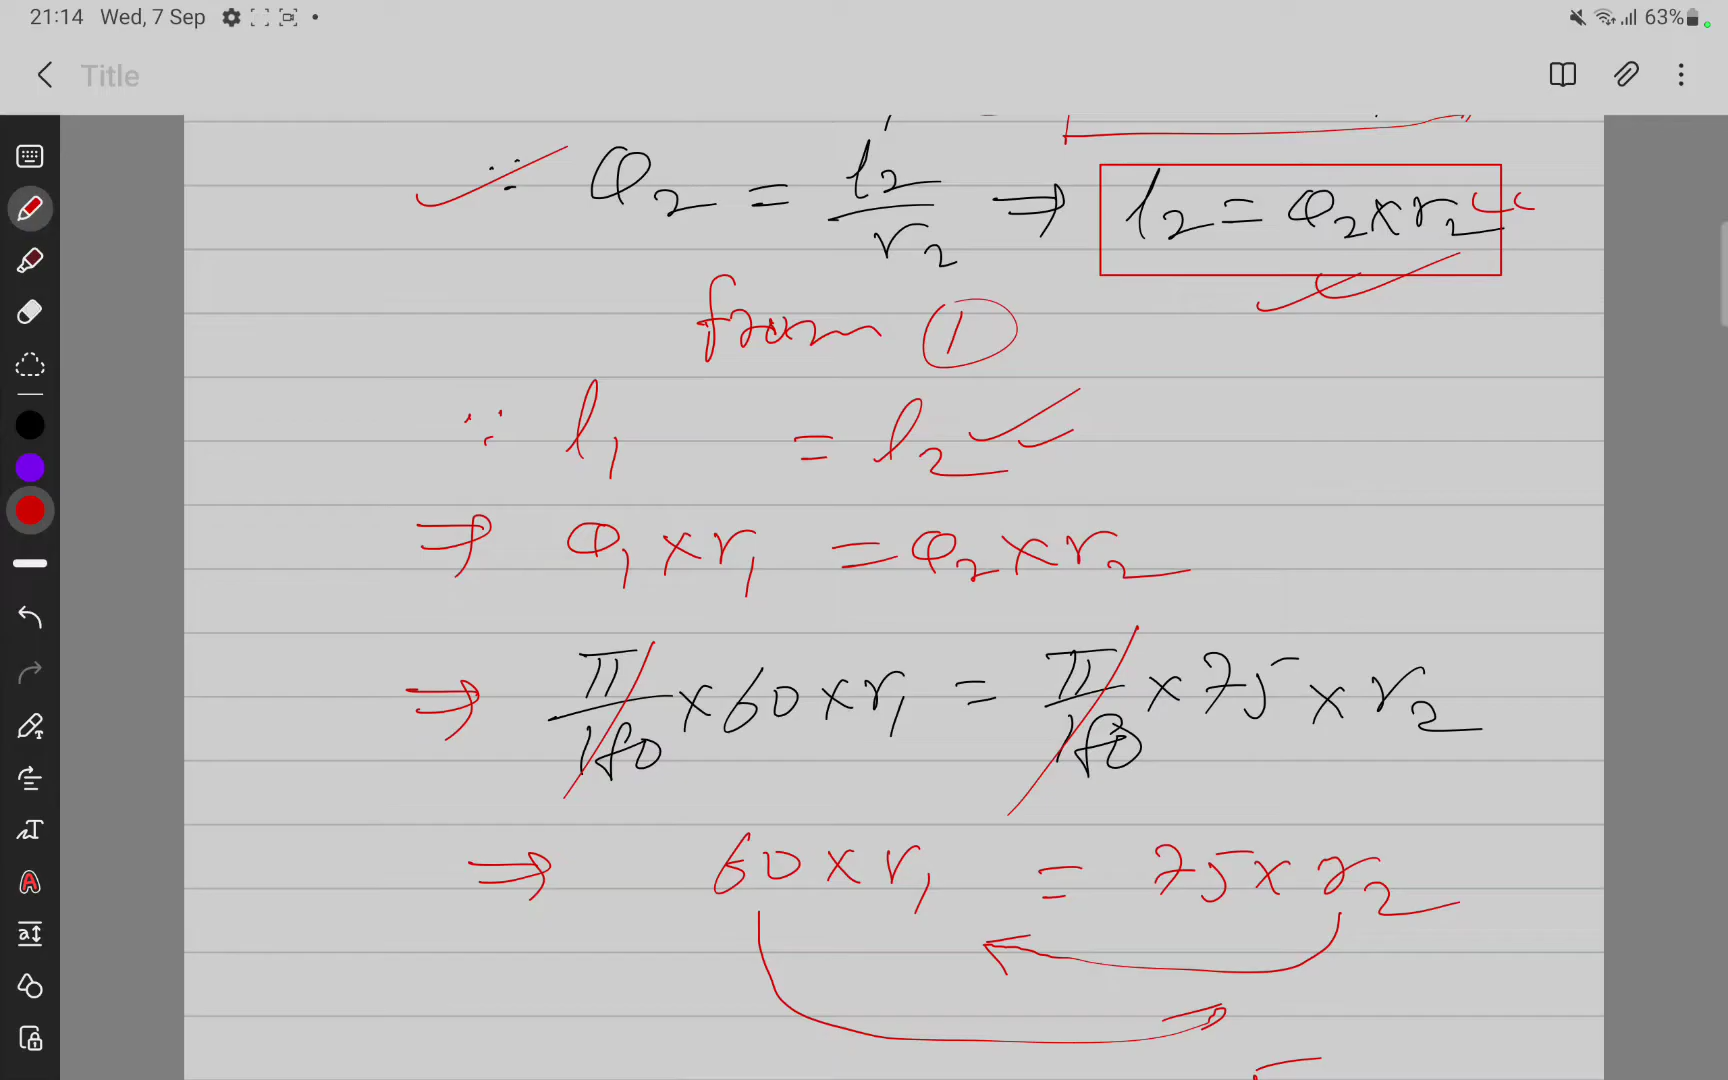 21:14 Wed, 7 Sep 63%
Title
∵ θ₂ = l₂/r₂ ⇒ l₂ = θ₂ × r₂
from ①
∵ l₁ = l₂
⇒ θ₁ × r₁ = θ₂ × r₂
⇒ π/180 × 60 × r₁ = π/180 × 75 × r₂
⇒ 60 × r₁ = 75 × r₂